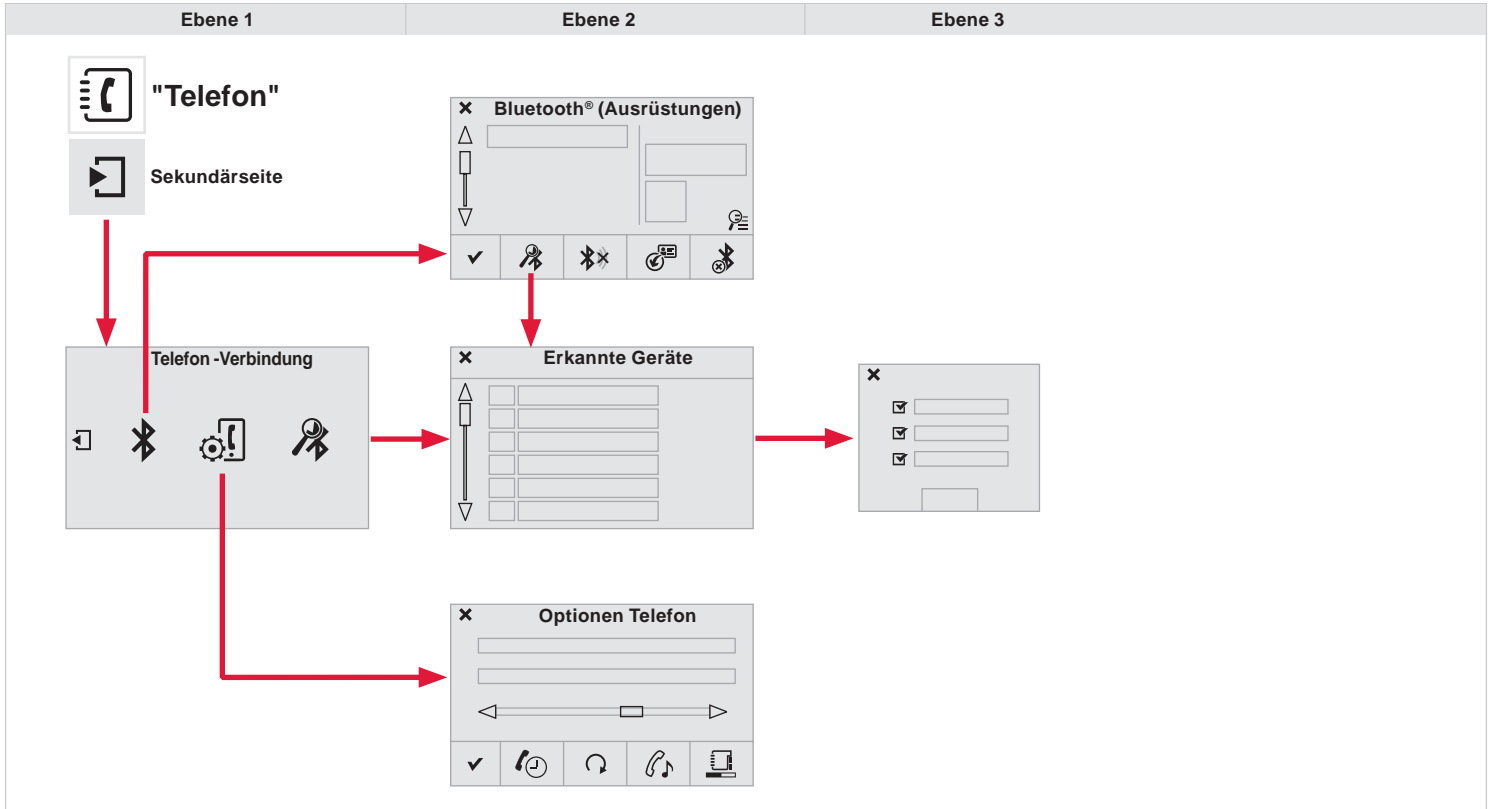 Ebene 1
Ebene 2
Ebene 3
"Telefon"
Sekundärseite
Bluetooth® (Ausrüstungen)
Telefon -Verbindung
Erkannte Geräte
Optionen Telefon